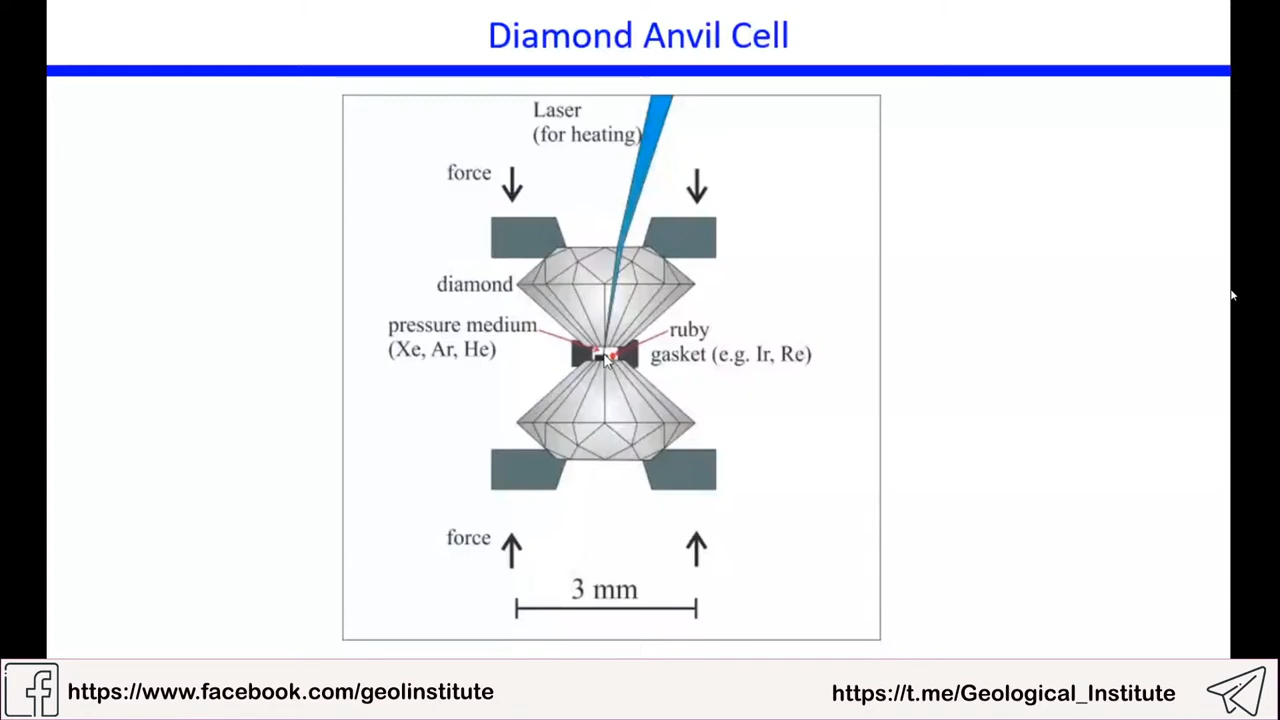 Diamond Anvil Cell
Laser
(for heating)
force
diamond
pressure medium
(Xe, Ar, He)
ruby
gasket (e.g. Ir, Re)
force
3 mm
https://www.facebook.com/geolinstitute
https://t.me/Geological_Institute